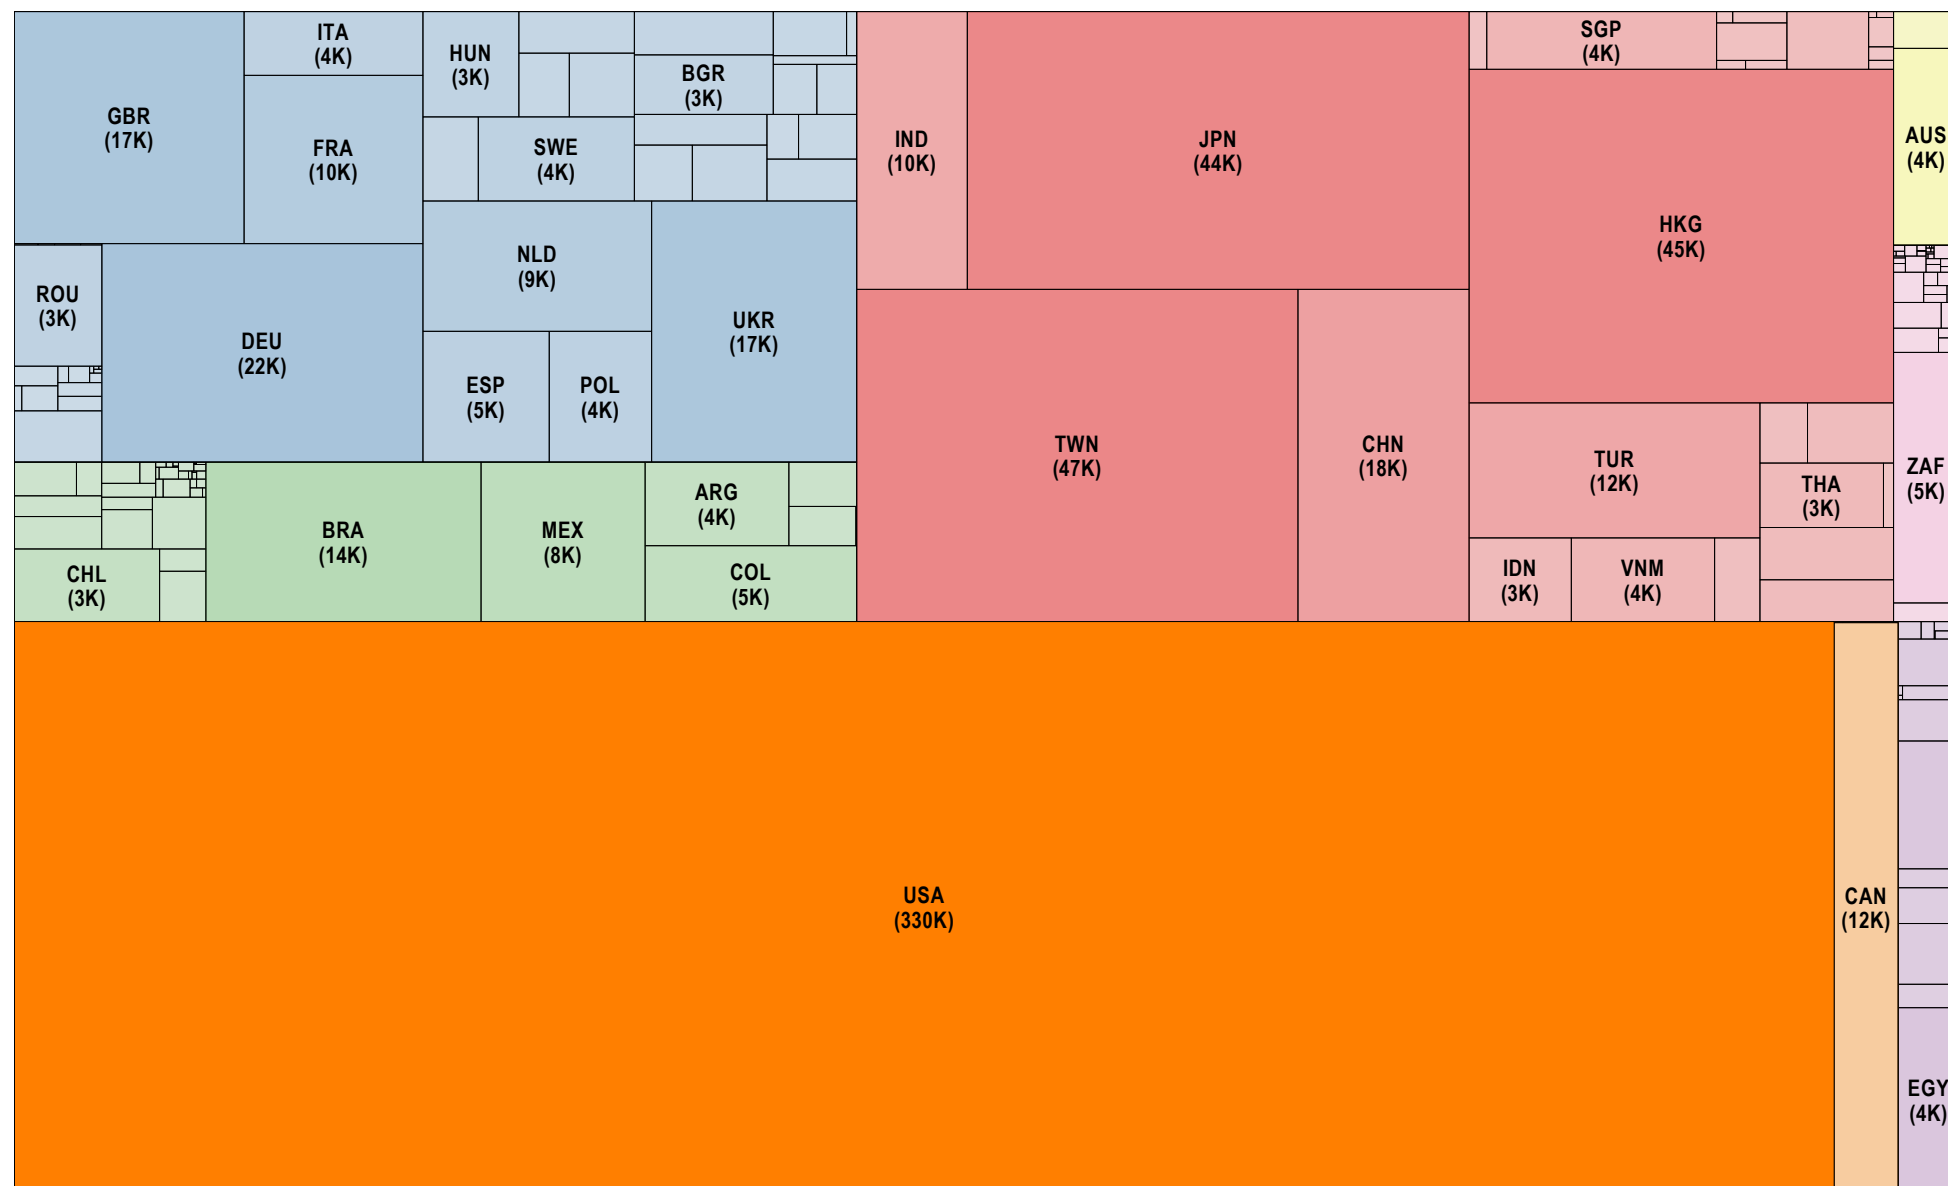 GBR
(17K)
ITA
(4K)
FRA
(10K)
HUN
(3K)
SWE
(4K)
BGR
(3K)
ROU
(3K)
DEU
(22K)
NLD
(9K)
ESP
(5K)
POL
(4K)
UKR
(17K)
IND
(10K)
JPN
(44K)
TWN
(47K)
CHN
(18K)
SGP
(4K)
HKG
(45K)
TUR
(12K)
IDN
(3K)
VNM
(4K)
THA
(3K)
AUS
(4K)
ZAF
(5K)
CHL
(3K)
BRA
(14K)
MEX
(8K)
ARG
(4K)
COL
(5K)
USA
(330K)
CAN
(12K)
EGY
(4K)